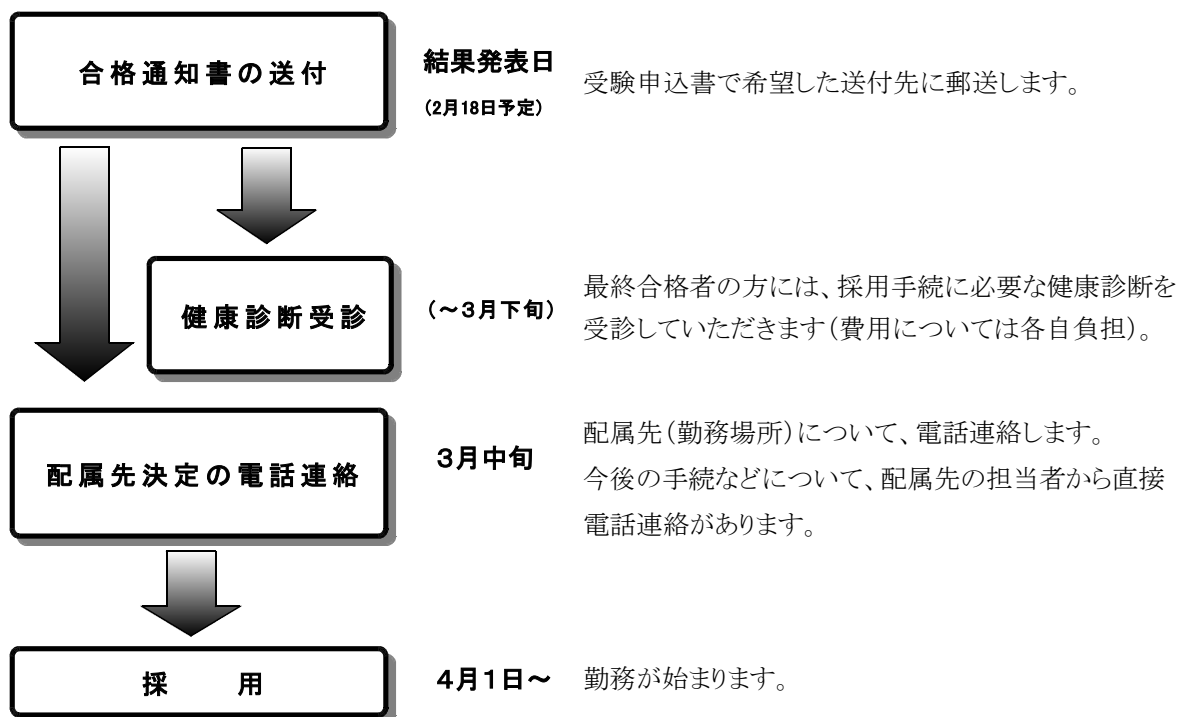 合格通知書の送付
結果発表日
（2月18日予定）
受験申込書で希望した送付先に郵送します。
健康診断受診
（～3月下旬）
最終合格者の方には、採用手続に必要な健康診断を
受診していただきます（費用については各自負担）。
配属先決定の電話連絡
3月中旬
配属先（勤務場所）について、電話連絡します。
今後の手続などについて、配属先の担当者から直接
電話連絡があります。
採　　用
4月1日～
勤務が始まります。